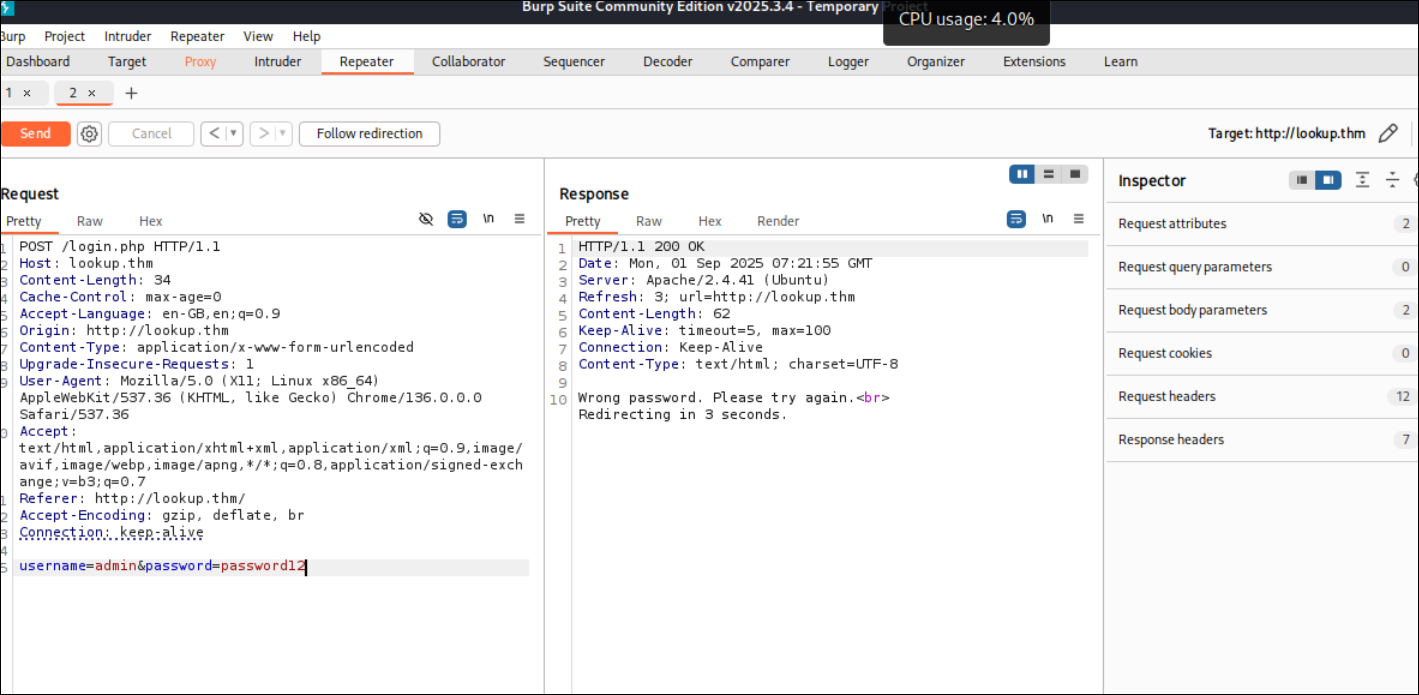 Burp Suite Community Edition v2025.3.4 - Temporary Project
CPU usage: 4.0%
Burp Project Intruder Repeater View Help
Dashboard Target Proxy Intruder Repeater Collaborator Sequencer Decoder Comparer Logger Organizer Extensions Learn
1 × 2 × +
Send Cancel < > Follow redirection Target: http://lookup.thm
Request
Pretty Raw Hex \n
1 POST /login.php HTTP/1.1
2 Host: lookup.thm
3 Content-Length: 34
4 Cache-Control: max-age=0
5 Accept-Language: en-GB,en;q=0.9
6 Origin: http://lookup.thm
7 Content-Type: application/x-www-form-urlencoded
8 Upgrade-Insecure-Requests: 1
9 User-Agent: Mozilla/5.0 (X11; Linux x86_64)
AppleWebKit/537.36 (KHTML, like Gecko) Chrome/136.0.0.0
Safari/537.36
0 Accept:
text/html,application/xhtml+xml,application/xml;q=0.9,image/
avif,image/webp,image/apng,*/*;q=0.8,application/signed-exch
ange;v=b3;q=0.7
1 Referer: http://lookup.thm/
2 Accept-Encoding: gzip, deflate, br
3 Connection: keep-alive
4
5 username=admin&password=password12
Response
Pretty Raw Hex Render \n
1 HTTP/1.1 200 OK
2 Date: Mon, 01 Sep 2025 07:21:55 GMT
3 Server: Apache/2.4.41 (Ubuntu)
4 Refresh: 3; url=http://lookup.thm
5 Content-Length: 62
6 Keep-Alive: timeout=5, max=100
7 Connection: Keep-Alive
8 Content-Type: text/html; charset=UTF-8
9
10 Wrong password. Please try again.<br>
Redirecting in 3 seconds.
Inspector
Request attributes 2
Request query parameters 0
Request body parameters 2
Request cookies 0
Request headers 12
Response headers 7